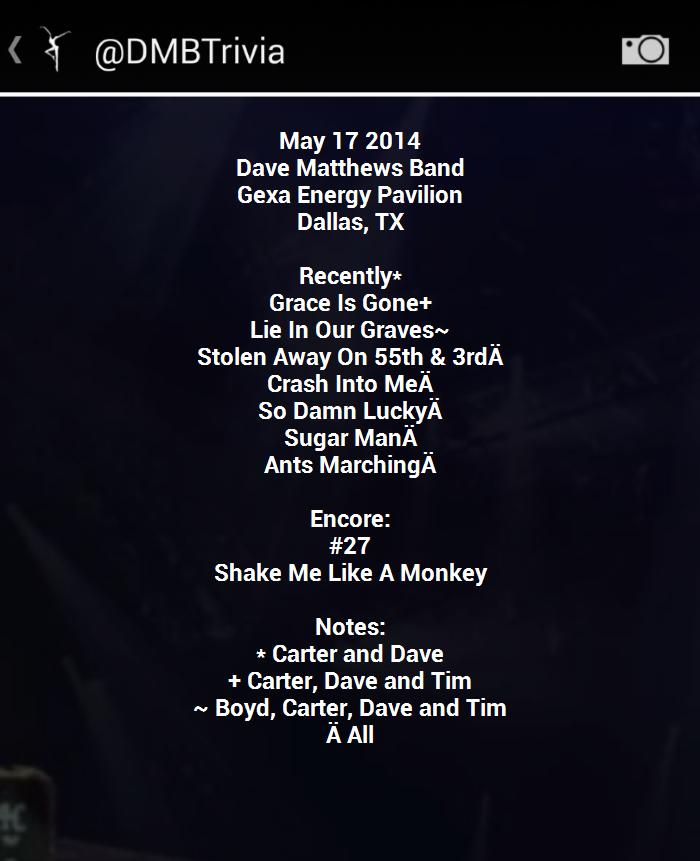 @DMBTrivia
May 17 2014
Dave Matthews Band
Gexa Energy Pavilion
Dallas, TX
Recently*
Grace Is Gone+
Lie In Our Graves~
Stolen Away On 55th & 3rdÄ
Crash Into MeÄ
So Damn LuckyÄ
Sugar ManÄ
Ants MarchingÄ
Encore:
#27
Shake Me Like A Monkey
Notes:
* Carter and Dave
+ Carter, Dave and Tim
~ Boyd, Carter, Dave and Tim
Ä All